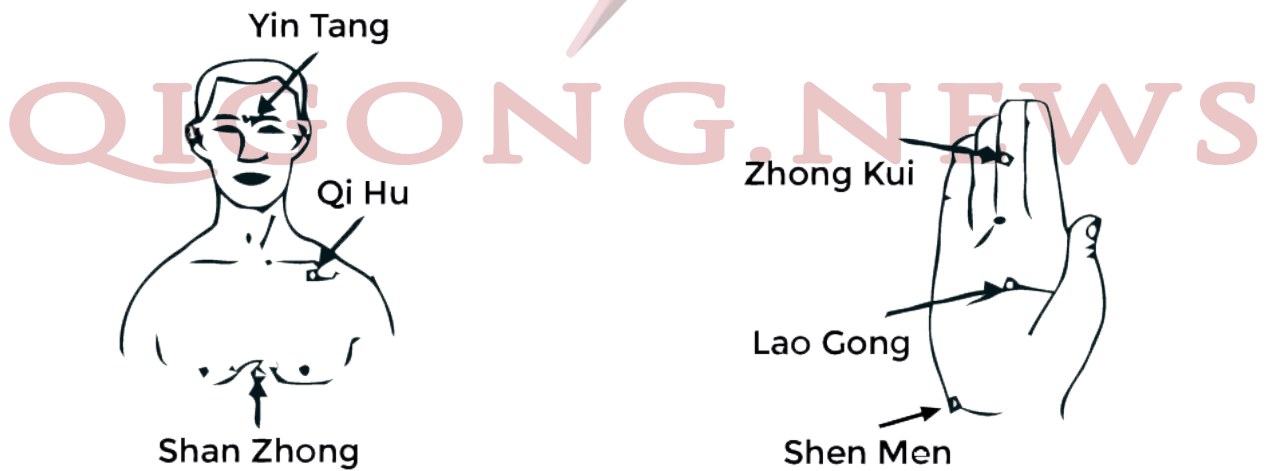 Yin Tang
QIGONG.NEWS
Zhong Kui
Qi Hu
Lao Gong
Shan Zhong
Shen Men